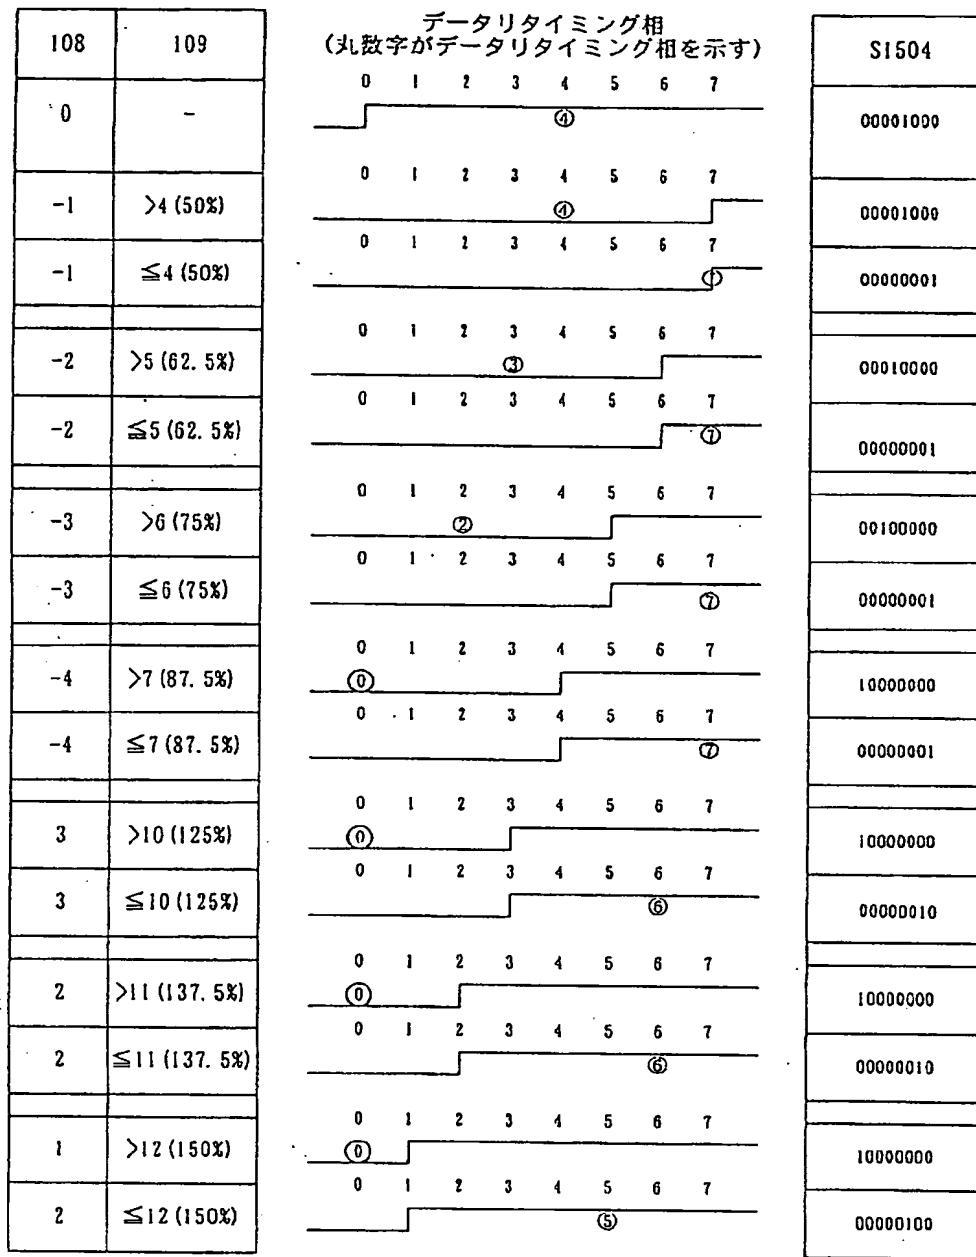 データリタイミング相
(丸数字がデータリタイミング相を示す)
108 109 S1504
0 1 2 3 4 5 6 7
0 - ④ 00001000
0 1 2 3 4 5 6 7
-1 >4(50%) ④ 00001000
0 1 2 3 4 5 6 7
-1 ≦4(50%) ⑦ 00000001
0 1 2 3 4 5 6 7
-2 >5(62.5%) ③ 00010000
0 1 2 3 4 5 6 7
-2 ≦5(62.5%) ⑦ 00000001
0 1 2 3 4 5 6 7
-3 >6(75%) ② 00100000
0 1 2 3 4 5 6 7
-3 ≦6(75%) ⑦ 00000001
0 1 2 3 4 5 6 7
-4 >7(87.5%) ⓪ 10000000
0 1 2 3 4 5 6 7
-4 ≦7(87.5%) ⑦ 00000001
0 1 2 3 4 5 6 7
3 >10(125%) ⓪ 10000000
0 1 2 3 4 5 6 7
3 ≦10(125%) ⑥ 00000010
0 1 2 3 4 5 6 7
2 >11(137.5%) ⓪ 10000000
0 1 2 3 4 5 6 7
2 ≦11(137.5%) ⑥ 00000010
0 1 2 3 4 5 6 7
1 >12(150%) ⓪ 10000000
0 1 2 3 4 5 6 7
2 ≦12(150%) ⑤ 00000100